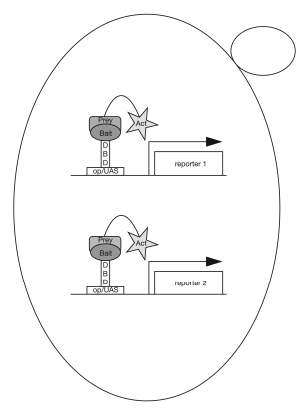 Prey
Act
Bait
D
B
D
reporter 1
op/UAS
Prey
Act
Bait
D
B
D
reporter 2
op/UAS